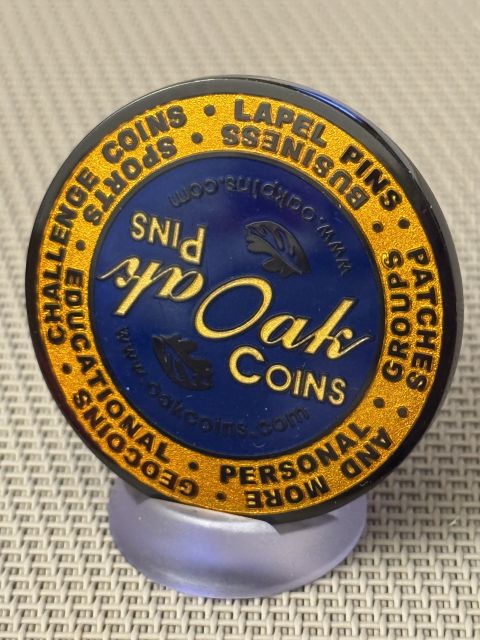 CHALLENGE COINS • LAPEL PINS • PATCHES • AND MORE • GEOCOINS •
SPORTS • BUSINESS • GROUPS • PERSONAL • EDUCATIONAL •
Oak
COINS
www.oakcoins.com
Oak
PINS
www.oakpins.com